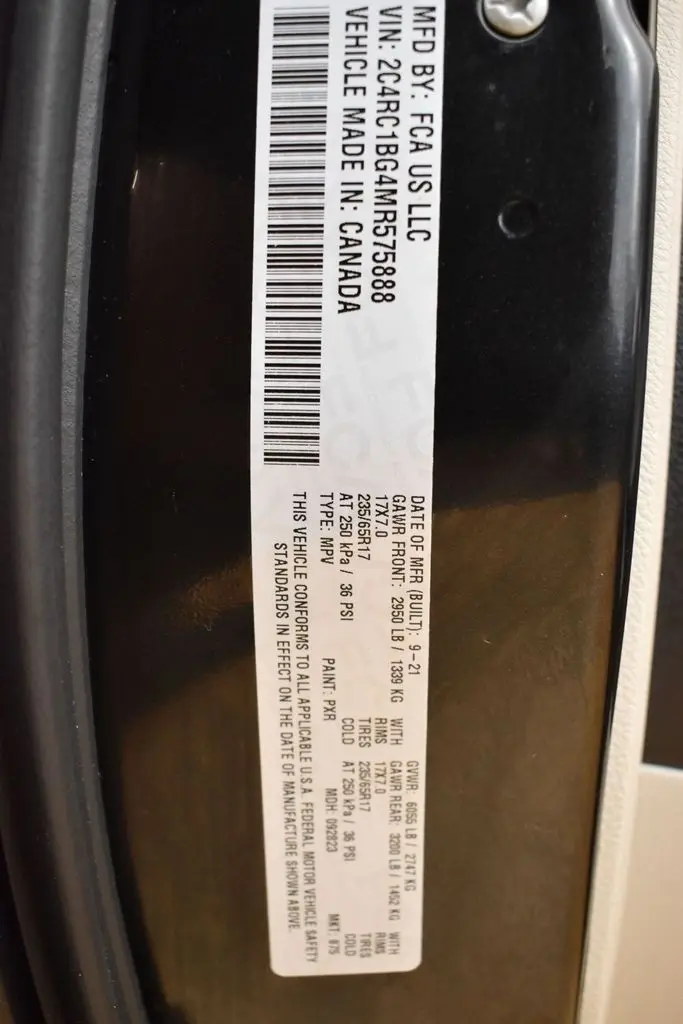 MFD BY: FCA US LLC
VIN: 2C4RC1BG4MR575888
VEHICLE MADE IN: CANADA
DATE OF MFR (BUILT): 9-21 GVWR: 6055 LB / 2747 KG
GAWR FRONT: 2950 LB / 1339 KG WITH GAWR REAR: 3200 LB / 1452 KG WITH
17X7.0 RIMS 17X7.0 RIMS
235/65R17 TIRES 235/65R17 TIRES
AT 250 kPa / 36 PSI COLD AT 250 kPa / 36 PSI COLD
TYPE: MPV PAINT: PXR MDH: 092823 MKT:
THIS VEHICLE CONFORMS TO ALL APPLICABLE U.S.A. FEDERAL MOTOR VEHICLE SAFETY
STANDARDS IN EFFECT ON THE DATE OF MANUFACTURE SHOWN ABOVE.